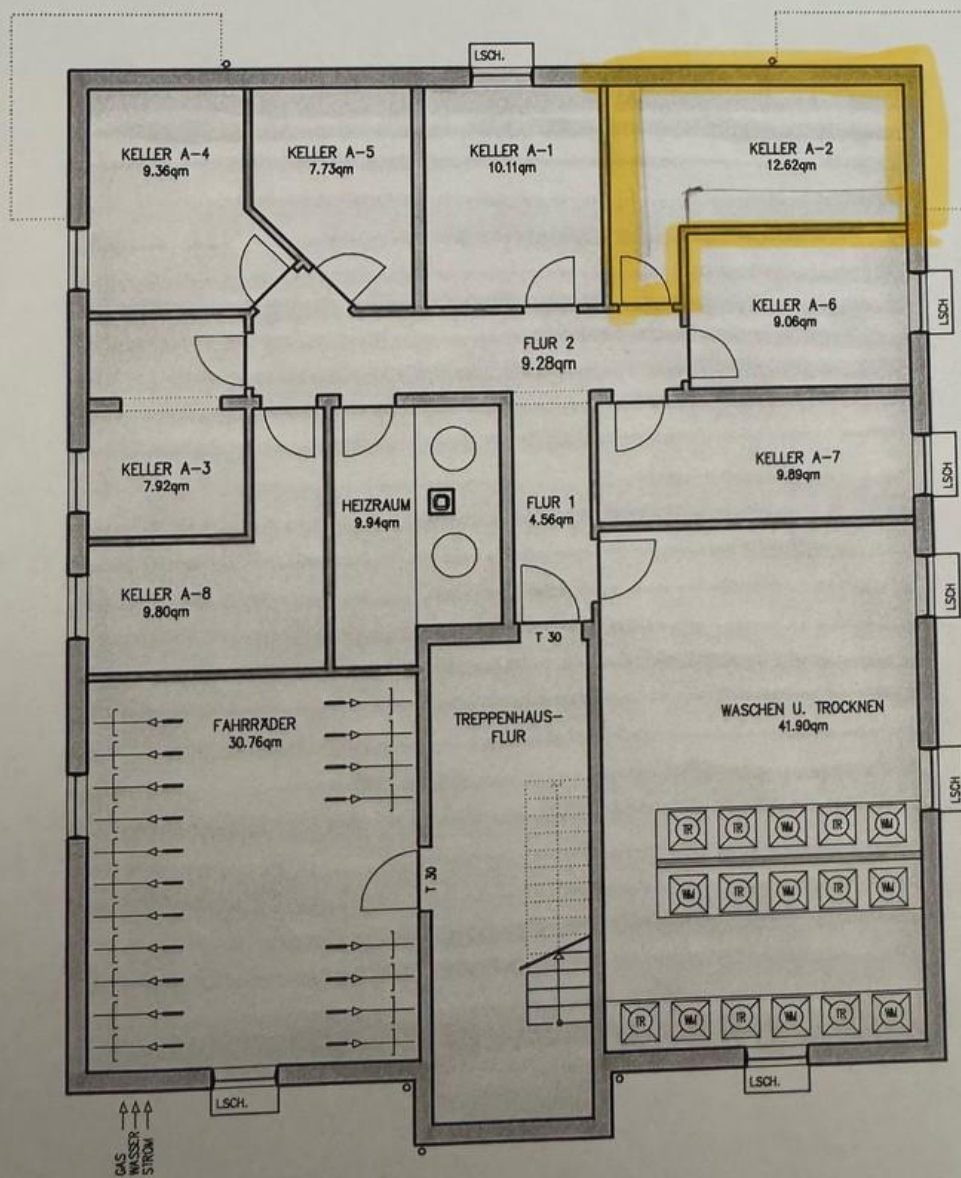 LSCH.
KELLER A-4
9.36qm
KELLER A-5
7.73qm
KELLER A-1
10.11qm
KELLER A-2
12.62qm
KELLER A-6
9.06qm
LSCH
FLUR 2
9.28qm
KELLER A-3
7.92qm
HEIZRAUM
9.94qm
FLUR 1
4.56qm
KELLER A-7
9.89qm
LSCH
KELLER A-8
9.80qm
LSCH
T 30
FAHRRÄDER
30.76qm
TREPPENHAUS-
FLUR
WASCHEN U. TROCKNEN
41.90qm
LSCH
T 30
TR TR WM TR WM
WM TR WM TR WM
TR WM TR WM TR WM
LSCH.
LSCH.
GAS
WASSER
STROM